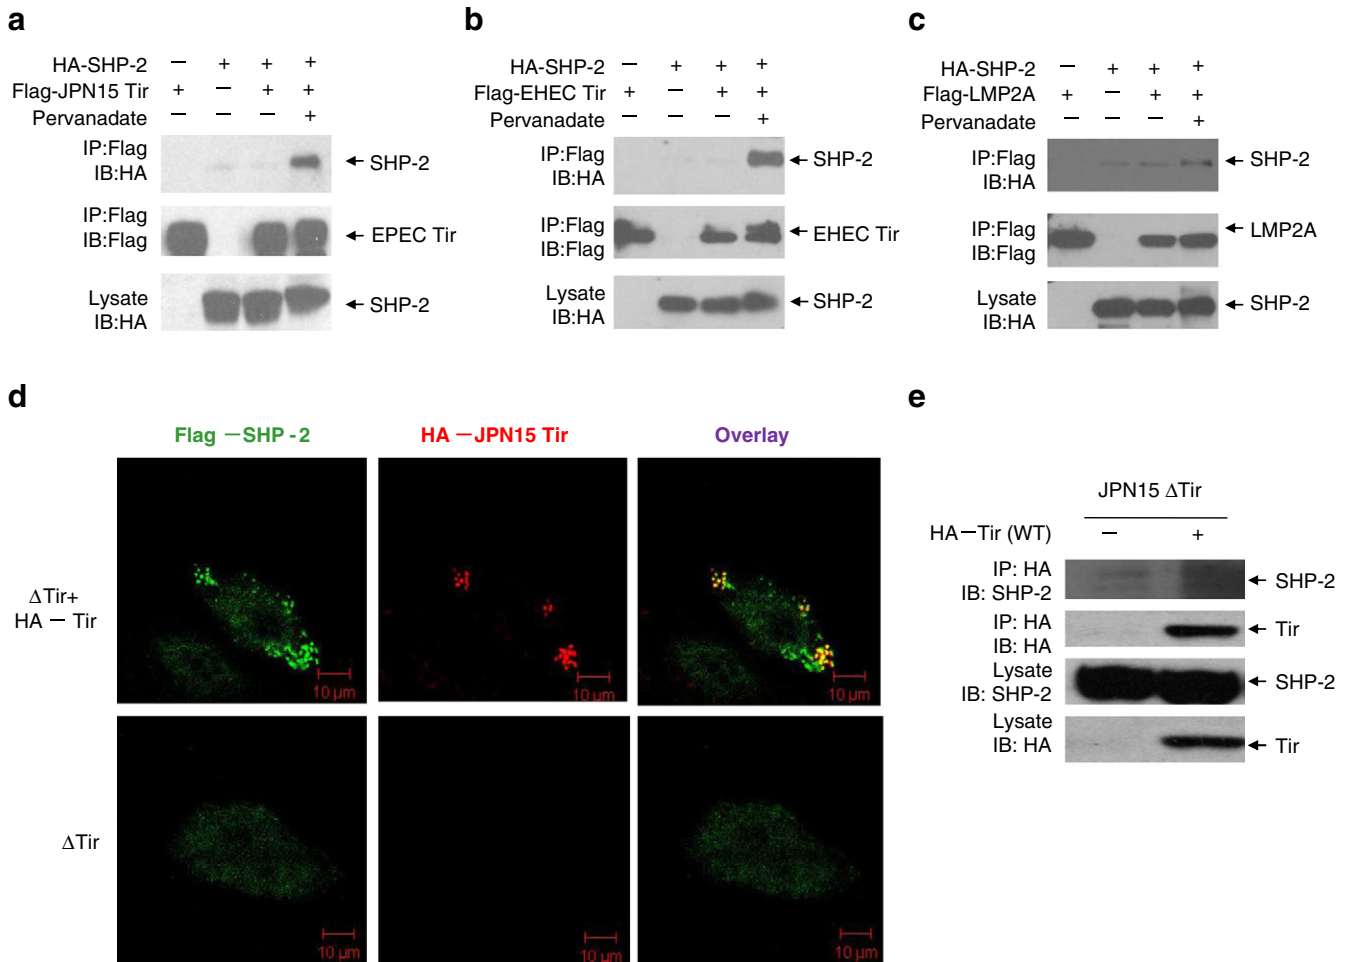 a
HA-SHP-2 – + + +
Flag-JPN15 Tir + – + +
Pervanadate – – – +
IP:Flag
IB:HA
SHP-2
IP:Flag
IB:Flag
EPEC Tir
Lysate
IB:HA
SHP-2
b
HA-SHP-2 – + + +
Flag-EHEC Tir + – + +
Pervanadate – – – +
IP:Flag
IB:HA
SHP-2
IP:Flag
IB:Flag
EHEC Tir
Lysate
IB:HA
SHP-2
c
HA-SHP-2 – + + +
Flag-LMP2A + – + +
Pervanadate – – – +
IP:Flag
IB:HA
SHP-2
IP:Flag
IB:Flag
LMP2A
Lysate
IB:HA
SHP-2
d
Flag –SHP - 2 HA –JPN15 Tir Overlay
ΔTir+
HA – Tir
10 µm 10 µm 10 µm
ΔTir
10 µm 10 µm 10 µm
e
JPN15 ΔTir
HA–Tir (WT) – +
IP: HA
IB: SHP-2
SHP-2
IP: HA
IB: HA
Tir
Lysate
IB: SHP-2
SHP-2
Lysate
IB: HA
Tir